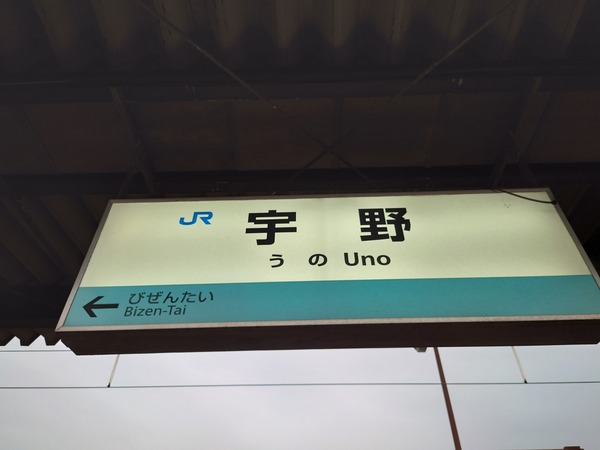 JR 宇野
うの Uno
← びぜんたい
Bizen-Tai